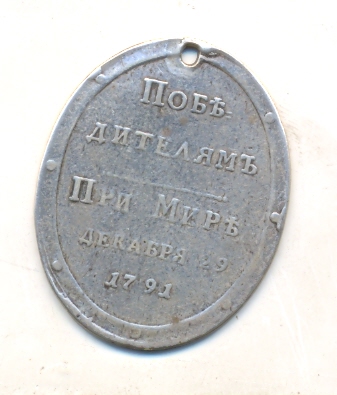 ПОБѢ-
ДИТЕЛЯМЪ
ПРИ МИРѢ
ДЕКАБРЯ 29
1791